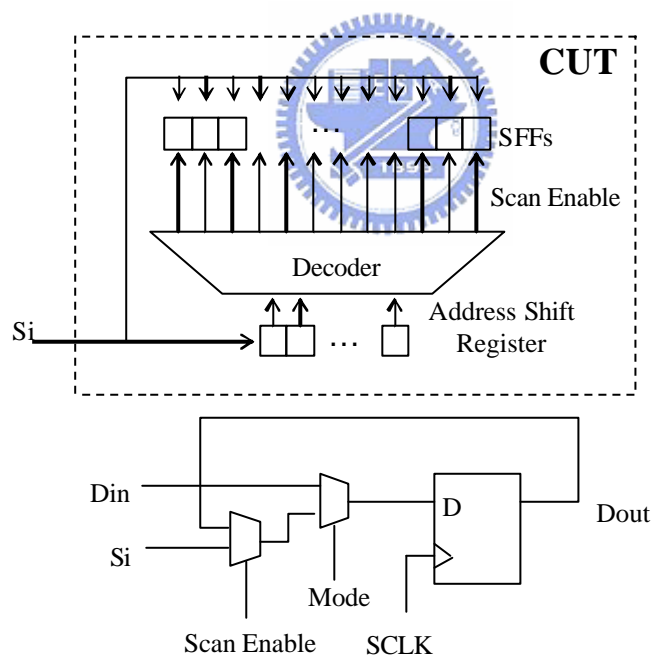 CUT
...
SFFs
Scan Enable
Decoder
Address Shift
Register
Si
...
Din
D
Dout
Si
Mode
Scan Enable
SCLK